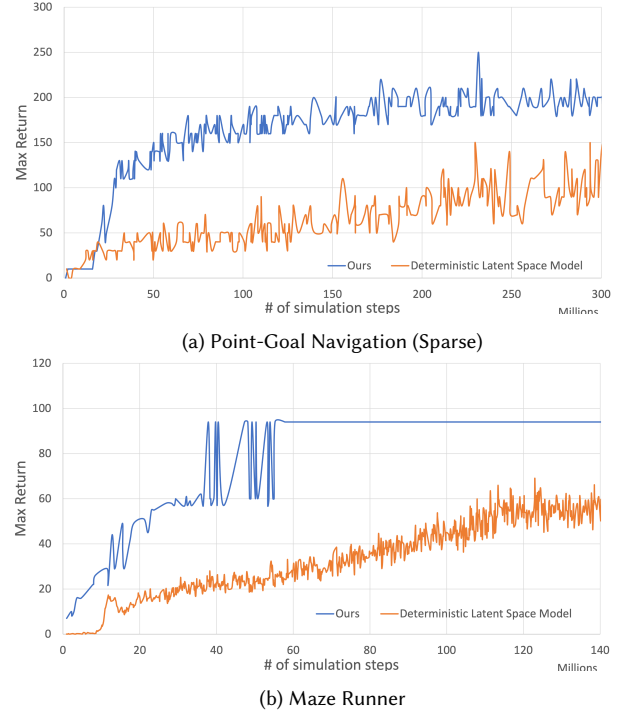 300
250
200
150
100
50
0
Max Return
Ours
Deterministic Latent Space Model
0 50 100 150 200 250 300
# of simulation steps
Millions
(a) Point-Goal Navigation (Sparse)
120
100
80
60
40
20
0
Max Return
Ours
Deterministic Latent Space Model
0 20 40 60 80 100 120 140
# of simulation steps
Millions
(b) Maze Runner